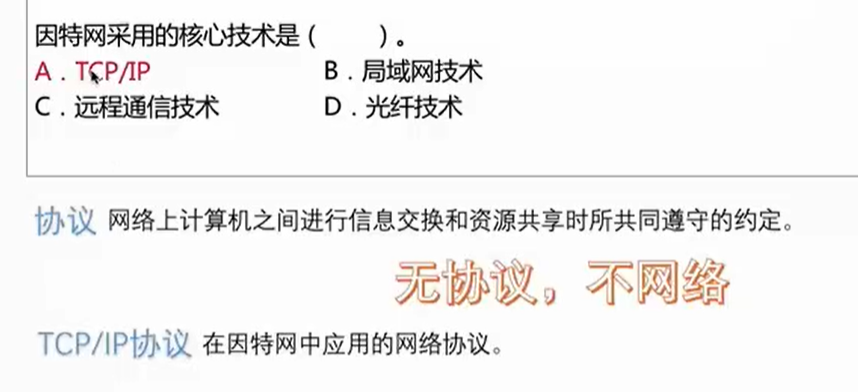 因特网采用的核心技术是（　　）。
A．TCP/IP　　B．局域网技术
C．远程通信技术　　D．光纤技术
协议 网络上计算机之间进行信息交换和资源共享时所共同遵守的约定。
无协议，不网络
TCP/IP协议 在因特网中应用的网络协议。